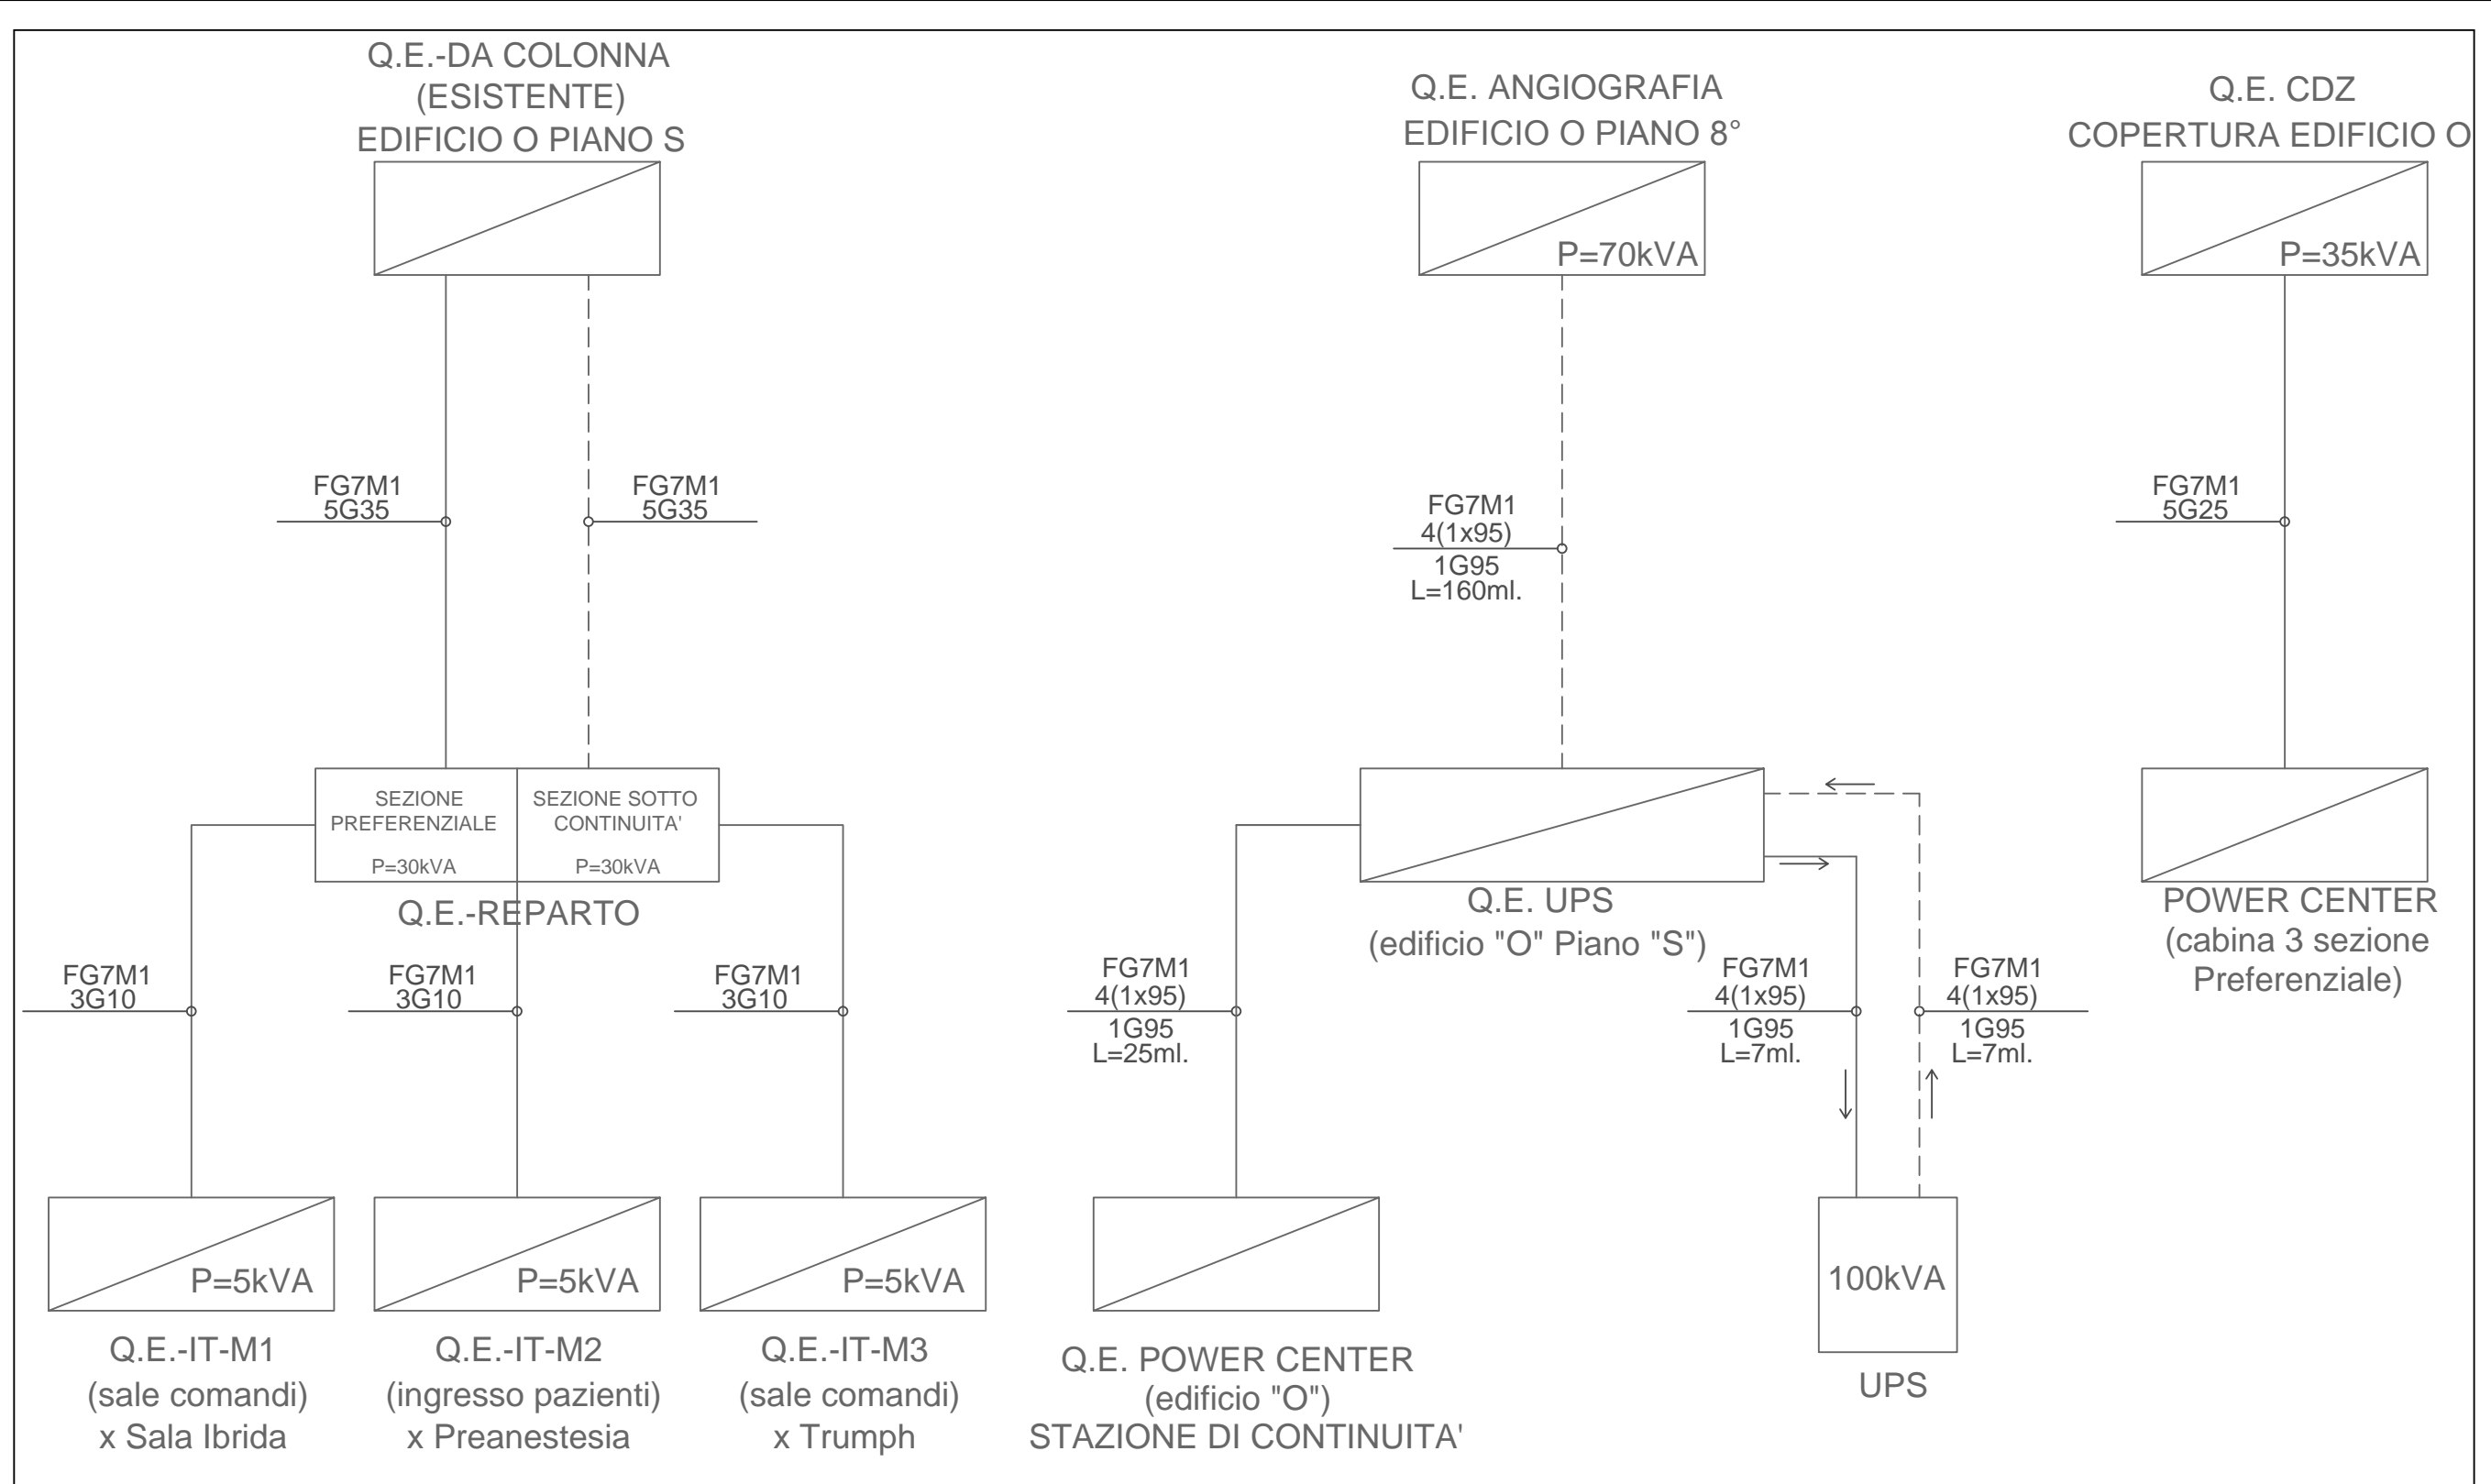 Q.E.-DA COLONNA
(ESISTENTE)
EDIFICIO O PIANO S
Q.E. ANGIOGRAFIA
EDIFICIO O PIANO 8°
P=70kVA
Q.E. CDZ
COPERTURA EDIFICIO O
P=35kVA
FG7M1
5G35
FG7M1
5G35
FG7M1
4(1x95)
1G95
L=160ml.
FG7M1
5G25
SEZIONE
PREFERENZIALE
P=30kVA
SEZIONE SOTTO
CONTINUITA'
P=30kVA
Q.E.-REPARTO
Q.E. UPS
(edificio "O" Piano "S")
POWER CENTER
(cabina 3 sezione
Preferenziale)
FG7M1
3G10
FG7M1
3G10
FG7M1
3G10
FG7M1
4(1x95)
1G95
L=25ml.
FG7M1
4(1x95)
1G95
L=7ml.
FG7M1
4(1x95)
1G95
L=7ml.
P=5kVA
P=5kVA
P=5kVA
100kVA
Q.E.-IT-M1
(sale comandi)
x Sala Ibrida
Q.E.-IT-M2
(ingresso pazienti)
x Preanestesia
Q.E.-IT-M3
(sale comandi)
x Trumph
Q.E. POWER CENTER
(edificio "O")
STAZIONE DI CONTINUITA'
UPS